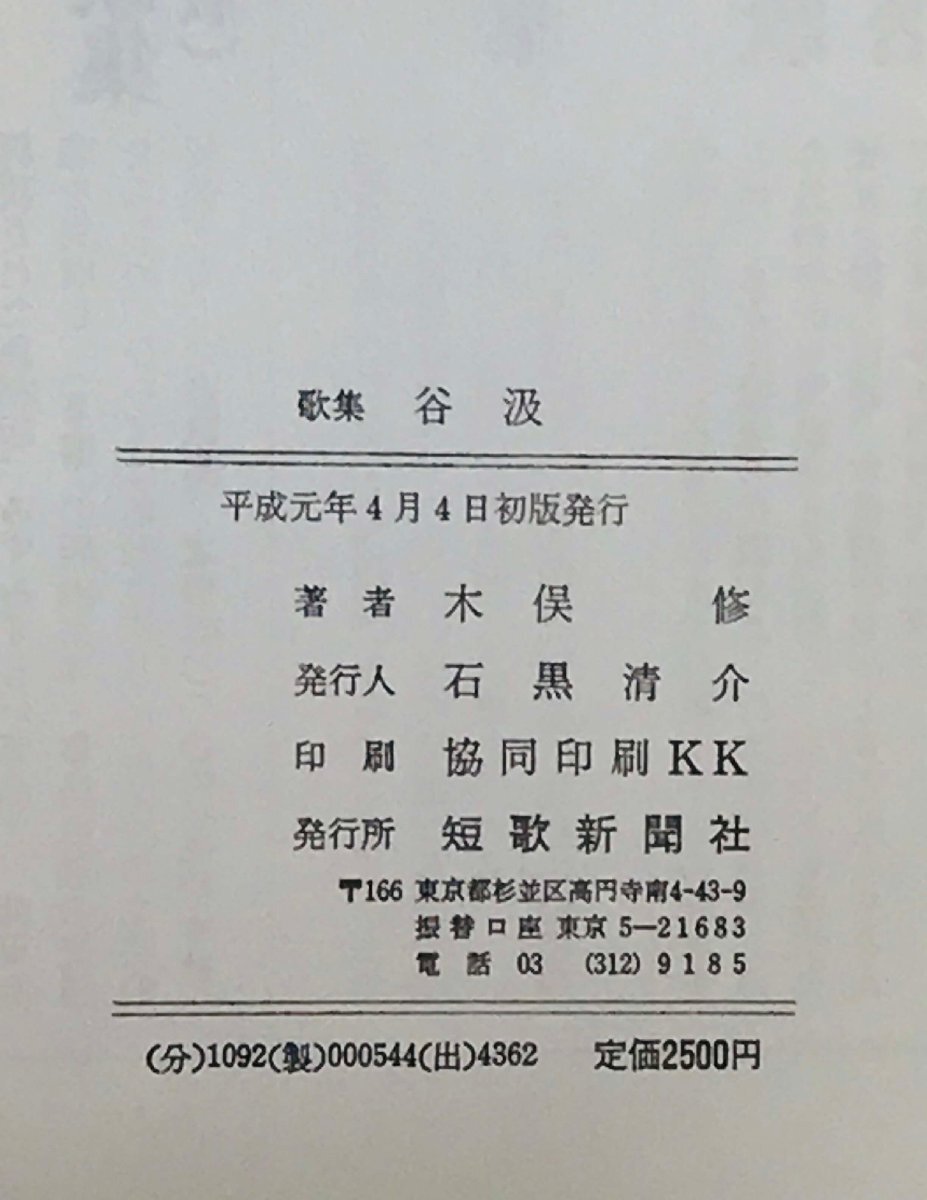 歌集 谷汲
平成元年4月4日初版発行
著者 木俣 修
発行人 石黒清介
印刷 協同印刷KK
発行所 短歌新聞社
〒166 東京都杉並区高円寺南4-43-9
振替口座 東京 5—21683
電話 03 (312) 9185
(分)1092(製)000544(出)4362 定価2500円